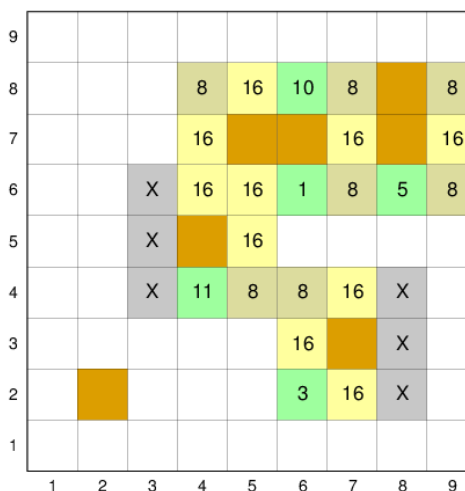 9
8 8 16 10 8 8
7 16 16 16
6 X 16 16 1 8 5 8
5 X 16
4 X 11 8 8 16 X
3 16 X
2 3 16 X
1
1 2 3 4 5 6 7 8 9